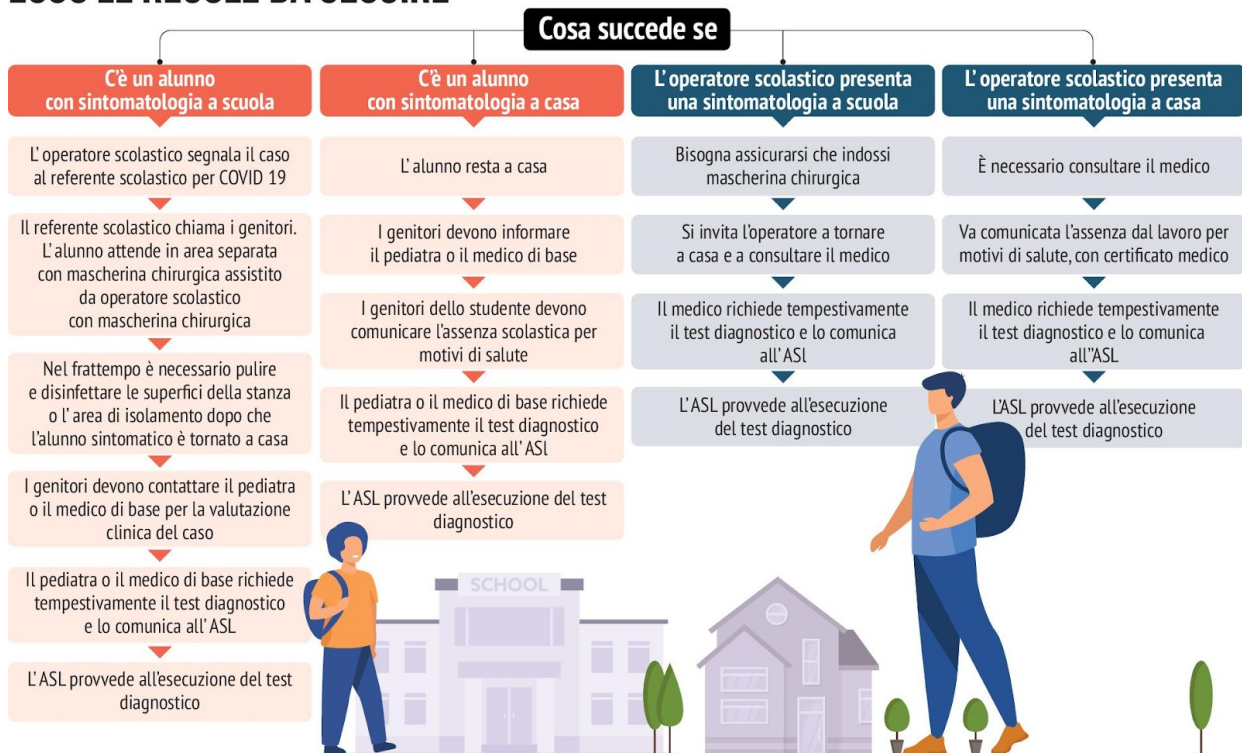 Cosa succede se
C'è un alunno
con sintomatologia a scuola
L'operatore scolastico segnala il caso
al referente scolastico per COVID 19
Il referente scolastico chiama i genitori.
L'alunno attende in area separata
con mascherina chirurgica assistito
da operatore scolastico
con mascherina chirurgica
Nel frattempo è necessario pulire
e disinfettare le superfici della stanza
o l'area di isolamento dopo che
l'alunno sintomatico è tornato a casa
I genitori devono contattare il pediatra
o il medico di base per la valutazione
clinica del caso
Il pediatra o il medico di base richiede
tempestivamente il test diagnostico
e lo comunica all'ASL
L'ASL provvede all'esecuzione del test
diagnostico
C'è un alunno
con sintomatologia a casa
L'alunno resta a casa
I genitori devono informare
il pediatra o il medico di base
I genitori dello studente devono
comunicare l'assenza scolastica per
motivi di salute
Il pediatra o il medico di base richiede
tempestivamente il test diagnostico
e lo comunica all'ASl
L'ASL provvede all'esecuzione del test
diagnostico
L'operatore scolastico presenta
una sintomatologia a scuola
Bisogna assicurarsi che indossi
mascherina chirurgica
Si invita l'operatore a tornare
a casa e a consultare il medico
Il medico richiede tempestivamente
il test diagnostico e lo comunica
all'ASl
L'ASL provvede all'esecuzione
del test diagnostico
L'operatore scolastico presenta
una sintomatologia a casa
È necessario consultare il medico
Va comunicata l'assenza dal lavoro per
motivi di salute, con certificato medico
Il medico richiede tempestivamente
il test diagnostico e lo comunica
all''ASL
L'ASL provvede all'esecuzione
del test diagnostico
SCHOOL